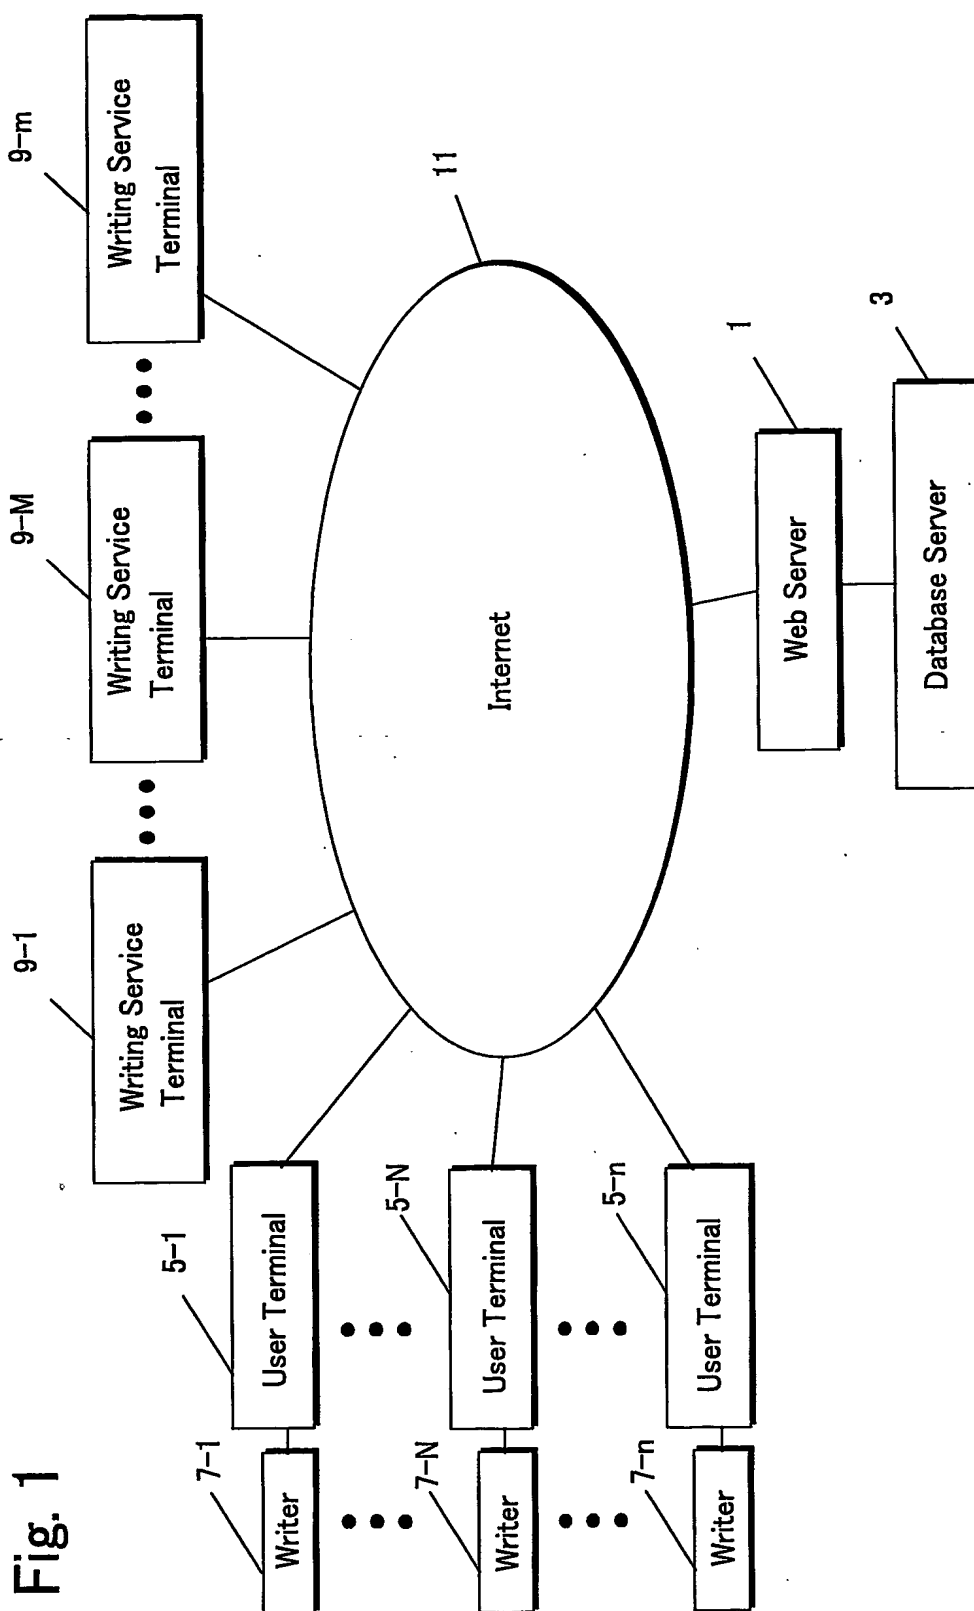 Fig. 1
9-1
9-M
9-m
Writing Service
Terminal
Writing Service
Terminal
Writing Service
Terminal
11
Internet
5-1
User Terminal
7-1
Writer
5-N
User Terminal
7-N
Writer
5-n
User Terminal
7-n
Writer
1
Web Server
3
Database Server